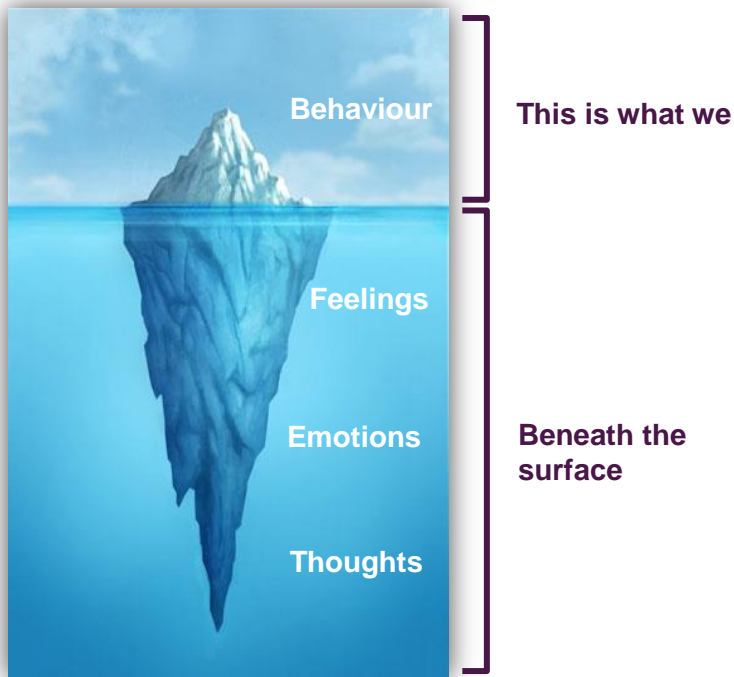 Behaviour
This is what we
Feelings
Emotions
Beneath the
surface
Thoughts